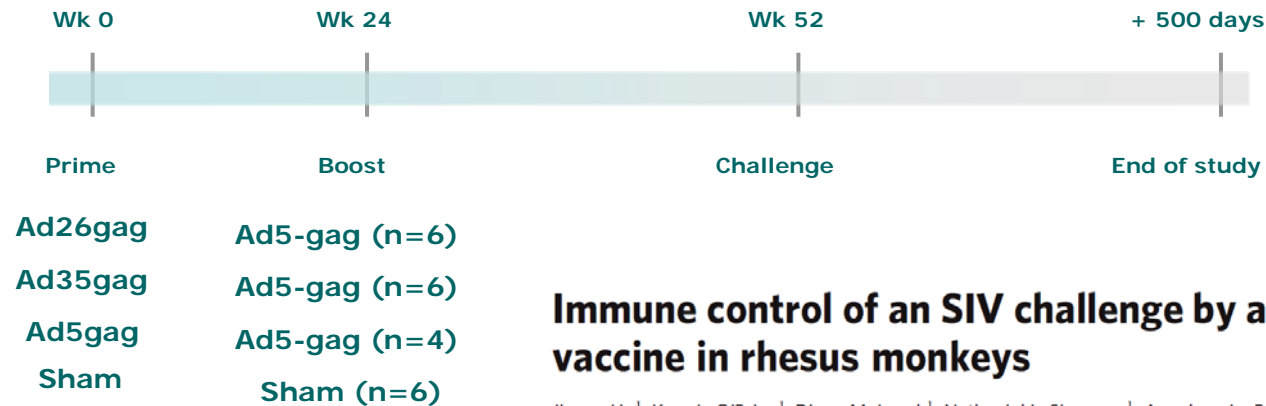 Wk 0 Wk 24 Wk 52 + 500 days
Prime Boost Challenge End of study
Ad26gag Ad5-gag (n=6)
Ad35gag Ad5-gag (n=6)
Ad5gag Ad5-gag (n=4)
Sham Sham (n=6)
Immune control of an SIV challenge by a
vaccine in rhesus monkeys